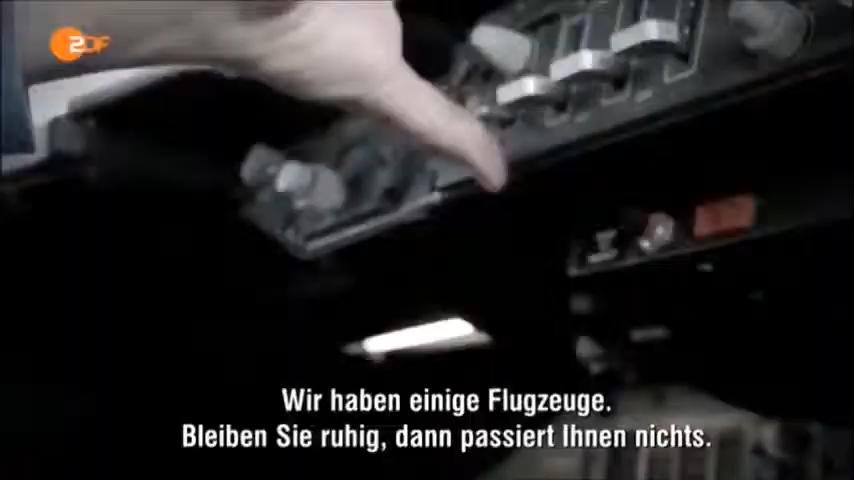 ZDF
Wir haben einige Flugzeuge.
Bleiben Sie ruhig, dann passiert Ihnen nichts.